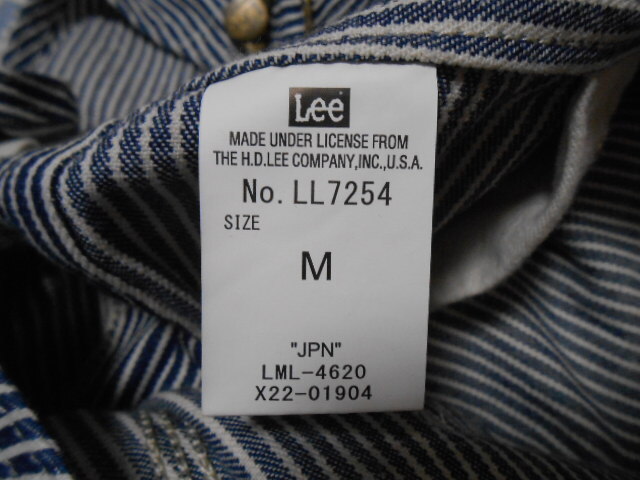 Lee
MADE UNDER LICENSE FROM
THE H.D.LEE COMPANY,INC.,U.S.A.
No. LL7254
SIZE
M
"JPN"
LML-4620
X22-01904